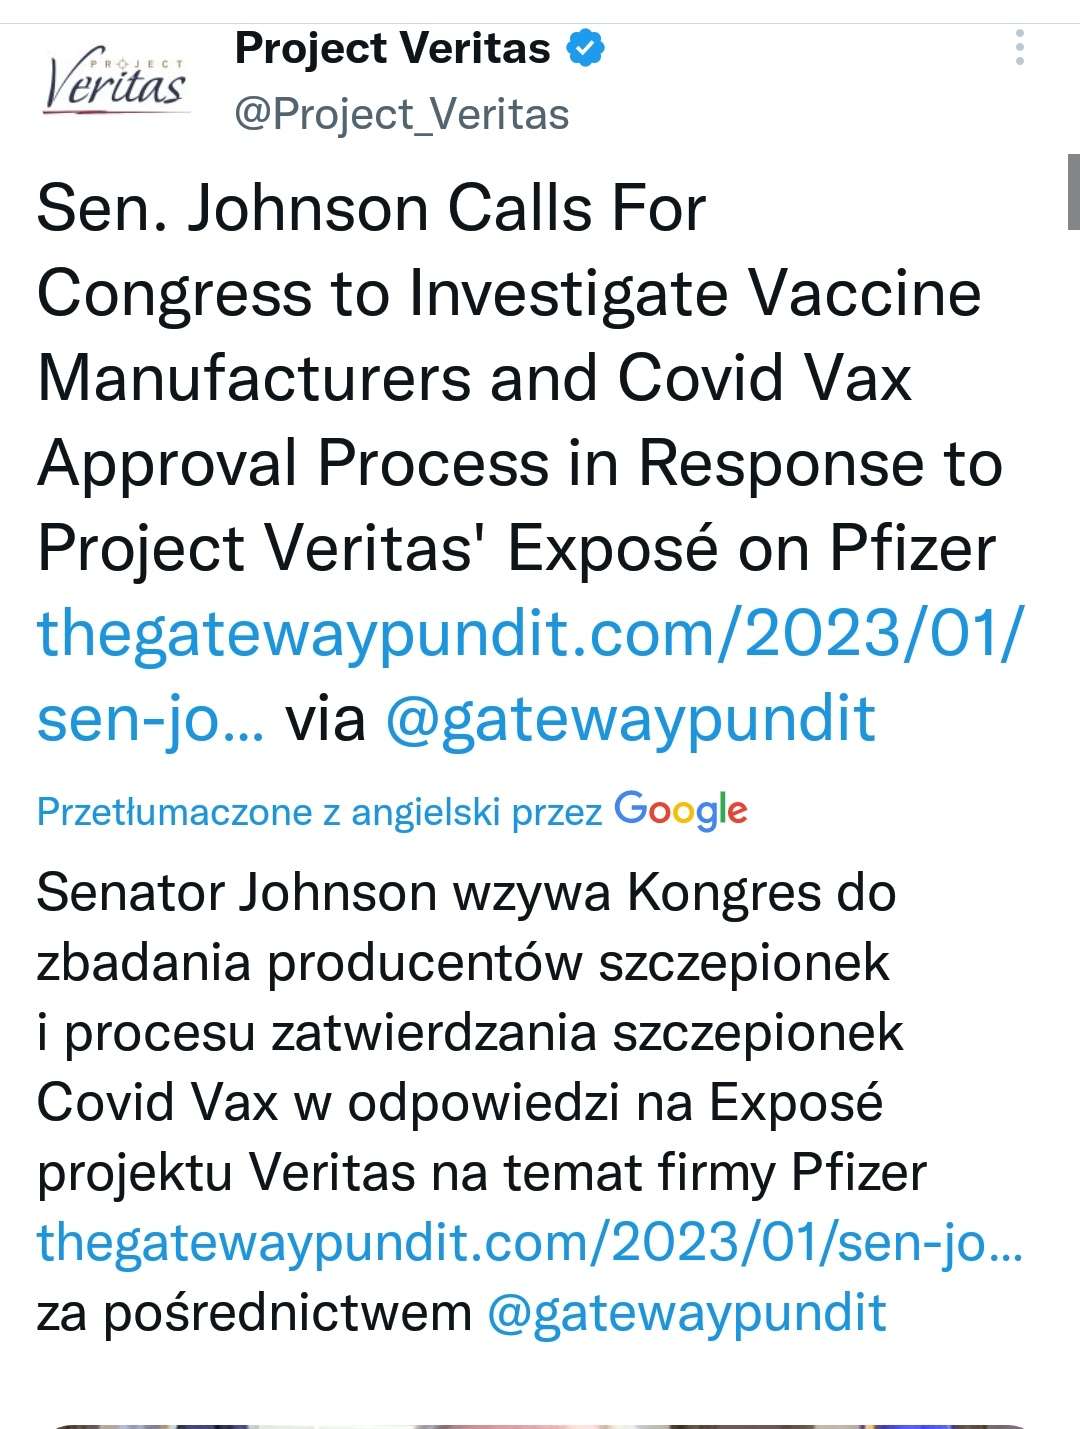 PROJECT
Veritas
Project Veritas
@Project_Veritas
Sen. Johnson Calls For
Congress to Investigate Vaccine
Manufacturers and Covid Vax
Approval Process in Response to
Project Veritas' Exposé on Pfizer
thegatewaypundit.com/2023/01/
sen-jo... via @gatewaypundit
Przetłumaczone z angielski przez Google
Senator Johnson wzywa Kongres do
zbadania producentów szczepionek
i procesu zatwierdzania szczepionek
Covid Vax w odpowiedzi na Exposé
projektu Veritas na temat firmy Pfizer
thegatewaypundit.com/2023/01/sen-jo...
za pośrednictwem @gatewaypundit